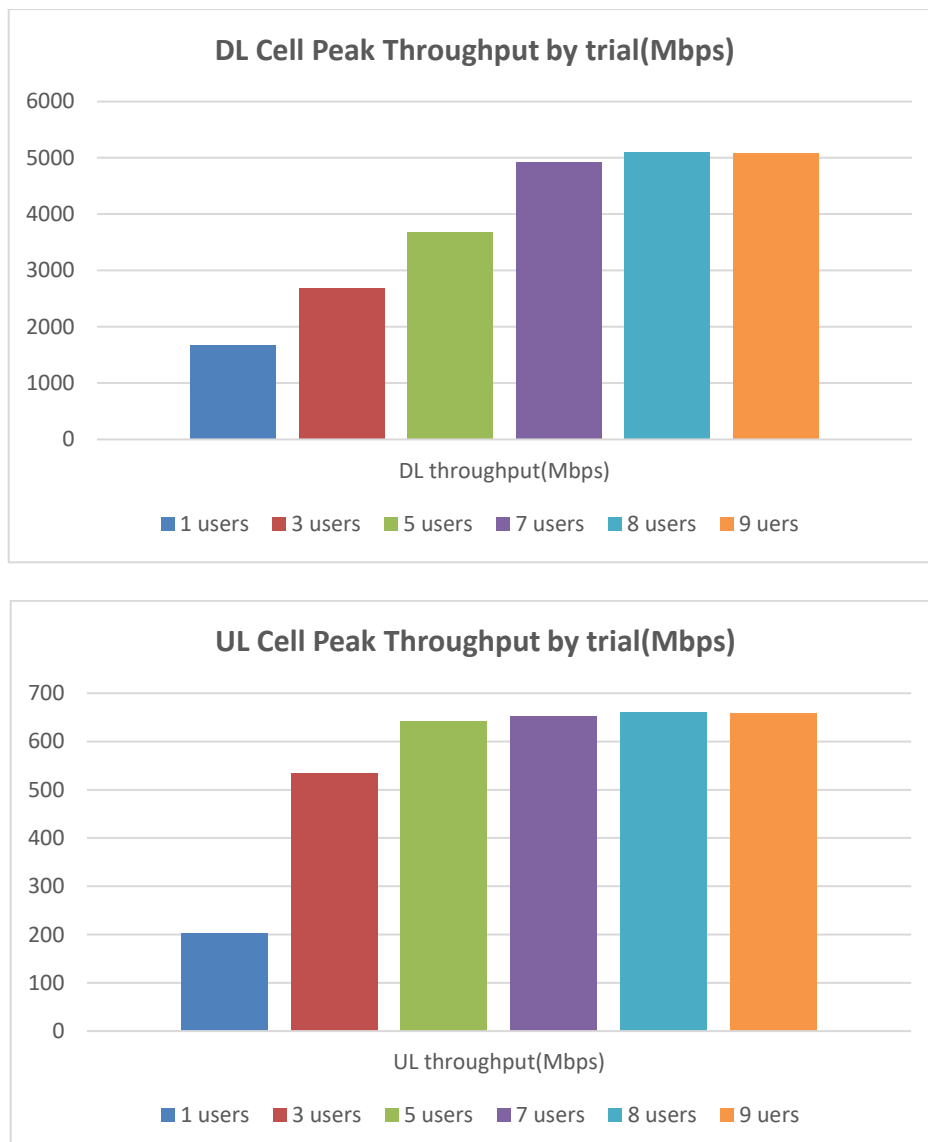 DL Cell Peak Throughput by trial(Mbps)
6000
5000
4000
3000
2000
1000
0
DL throughput(Mbps)
1 users 3 users 5 users 7 users 8 users 9 uers
UL Cell Peak Throughput by trial(Mbps)
700
600
500
400
300
200
100
0
UL throughput(Mbps)
1 users 3 users 5 users 7 users 8 users 9 uers